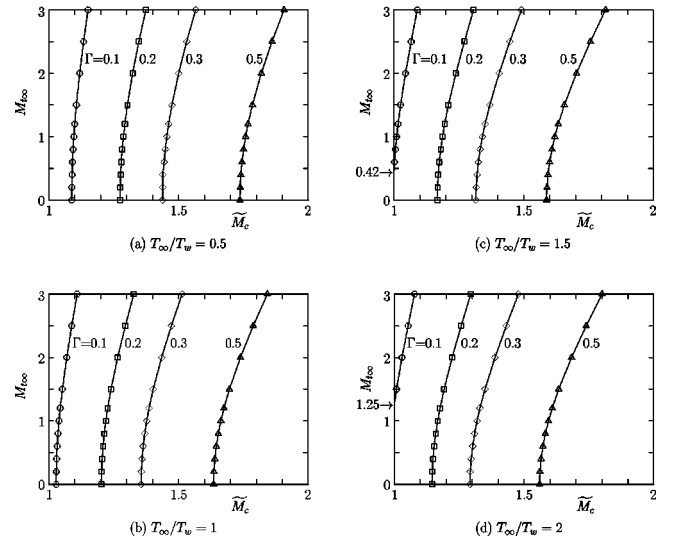 3
2
1
0
M_{t∞}
Γ=0.1
0.2
0.3
0.5
1
1.5
2
\widetilde{M}_c
(a) T_∞/T_w = 0.5
3
2
1
0
M_{t∞}
0.42→
Γ=0.1
0.2
0.3
0.5
1
1.5
2
\widetilde{M}_c
(c) T_∞/T_w = 1.5
3
2
1
0
M_{t∞}
Γ=0.1
0.2
0.3
0.5
1
1.5
2
\widetilde{M}_c
(b) T_∞/T_w = 1
3
2
1
0
M_{t∞}
1.25→
Γ=0.1
0.2
0.3
0.5
1
1.5
2
\widetilde{M}_c
(d) T_∞/T_w = 2